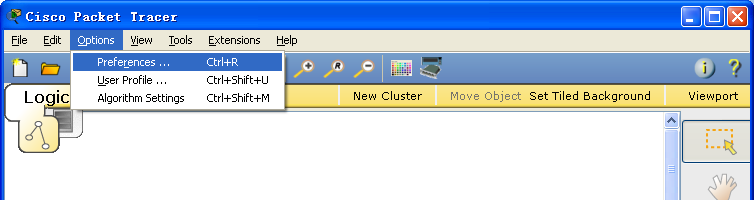 Cisco Packet Tracer
File Edit Options View Tools Extensions Help
Preferences ... Ctrl+R
User Profile ... Ctrl+Shift+U
Algorithm Settings Ctrl+Shift+M
R i ?
Logic New Cluster Move Object Set Tiled Background Viewport